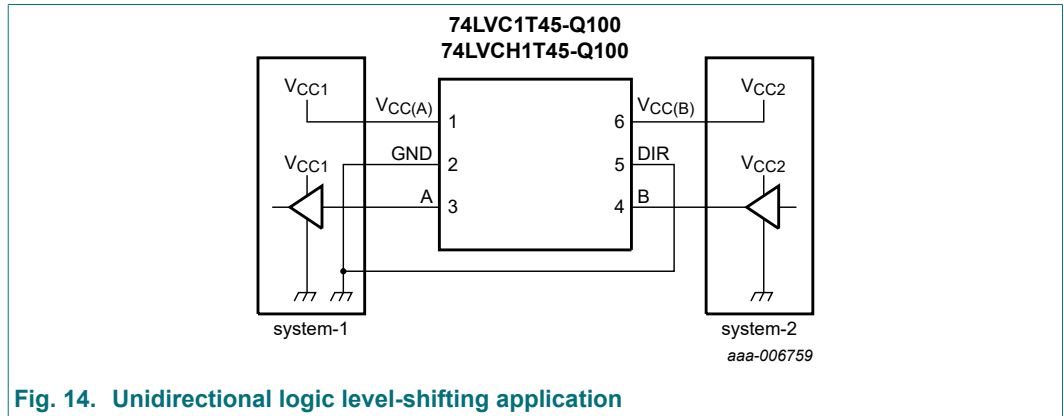 74LVC1T45-Q100
74LVCH1T45-Q100
VCC1
VCC(A)
1
6
VCC(B)
VCC2
GND
2
5
DIR
VCC1
VCC2
A
3
4
B
system-1
system-2
aaa-006759
Fig. 14. Unidirectional logic level-shifting application